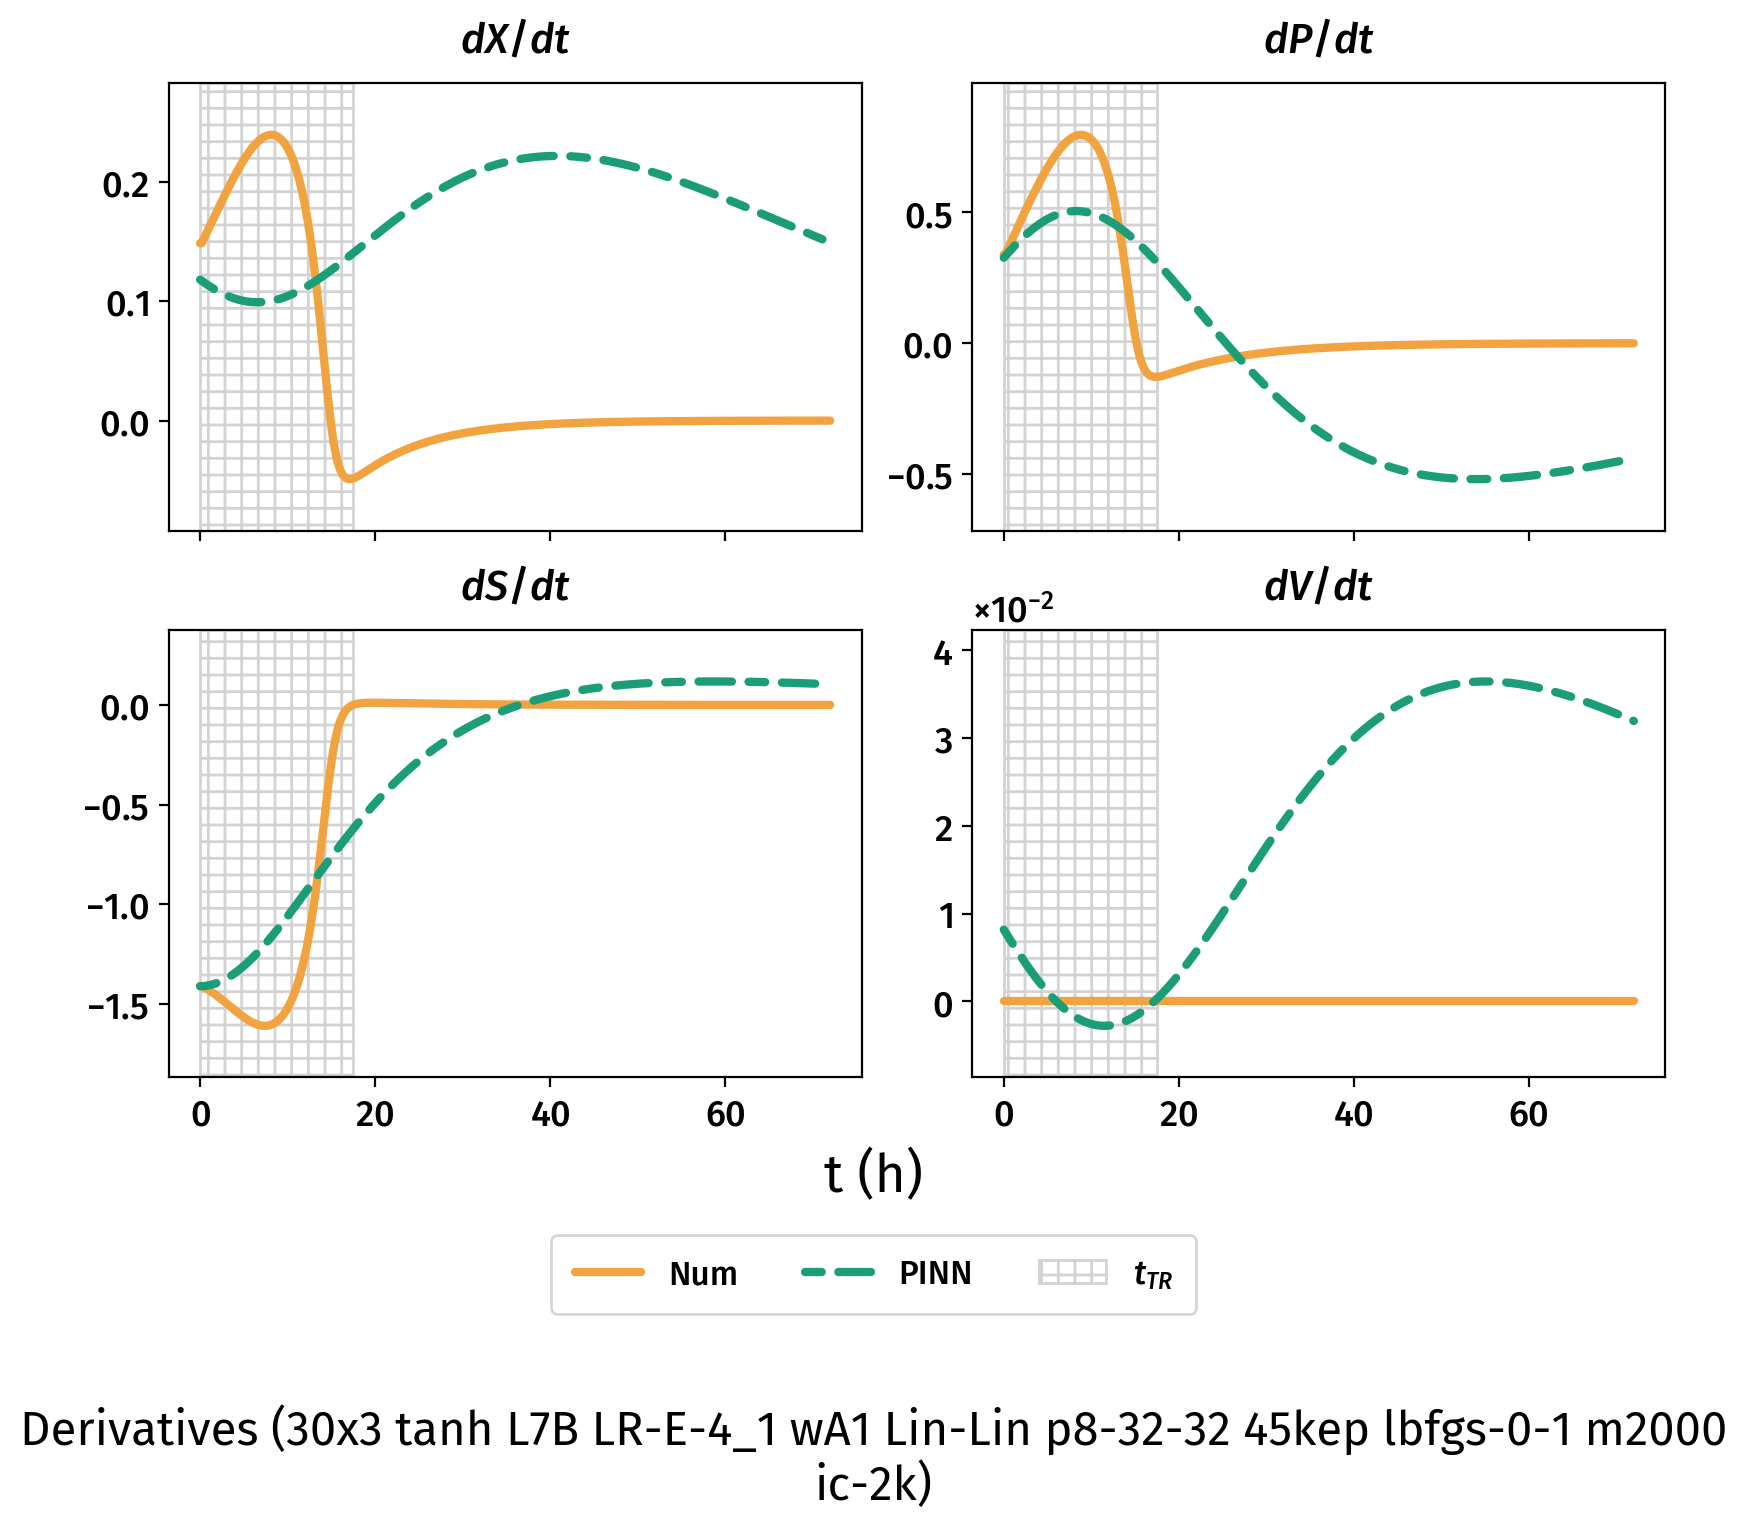 dX/dt
dP/dt
0.2
0.1
0.0
0.5
0.0
−0.5
dS/dt
dV/dt
×10⁻²
0.0
−0.5
−1.0
−1.5
4
3
2
1
0
0 20 40 60
0 20 40 60
t (h)
Num PINN t_TR
Derivatives (30x3 tanh L7B LR-E-4_1 wA1 Lin-Lin p8-32-32 45kep lbfgs-0-1 m2000
ic-2k)